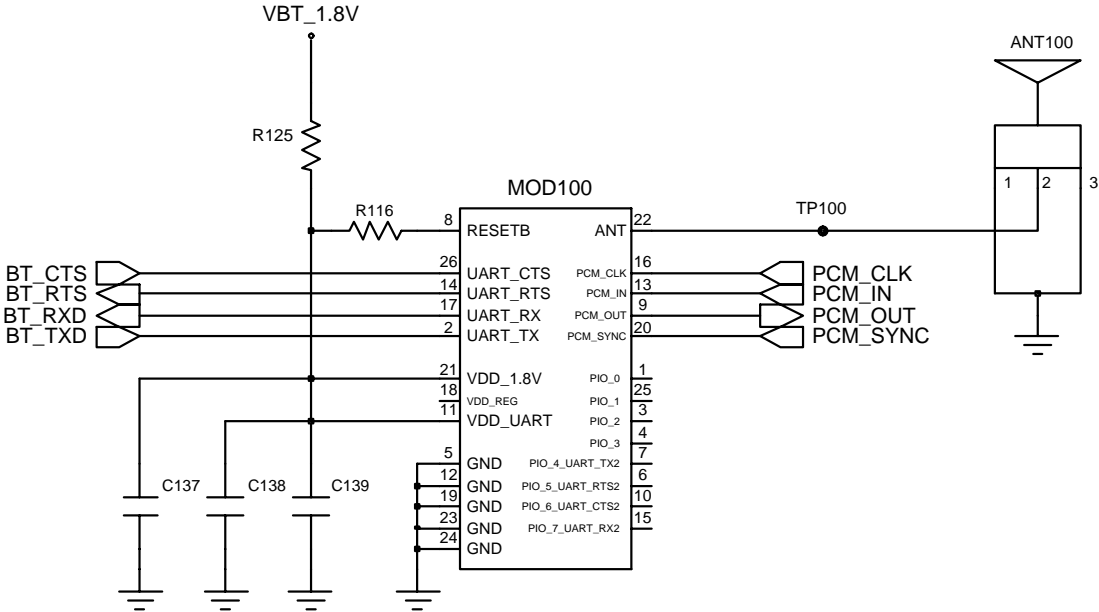 VBT_1.8V
ANT100
R125
MOD100
1 2 3
R116
TP100
8 RESETB ANT 22
BT_CTS 26 UART_CTS PCM_CLK 16 PCM_CLK
BT_RTS 14 UART_RTS PCM_IN 13 PCM_IN
BT_RXD 17 UART_RX PCM_OUT 9 PCM_OUT
BT_TXD 2 UART_TX PCM_SYNC 20 PCM_SYNC
21 VDD_1.8V PIO_0 1
18 VDD_REG PIO_1 25
11 VDD_UART PIO_2 3
PIO_3 4
5 GND PIO_4_UART_TX2 7
C137 C138 C139 12 GND PIO_5_UART_RTS2 6
19 GND PIO_6_UART_CTS2 10
23 GND PIO_7_UART_RX2 15
24 GND